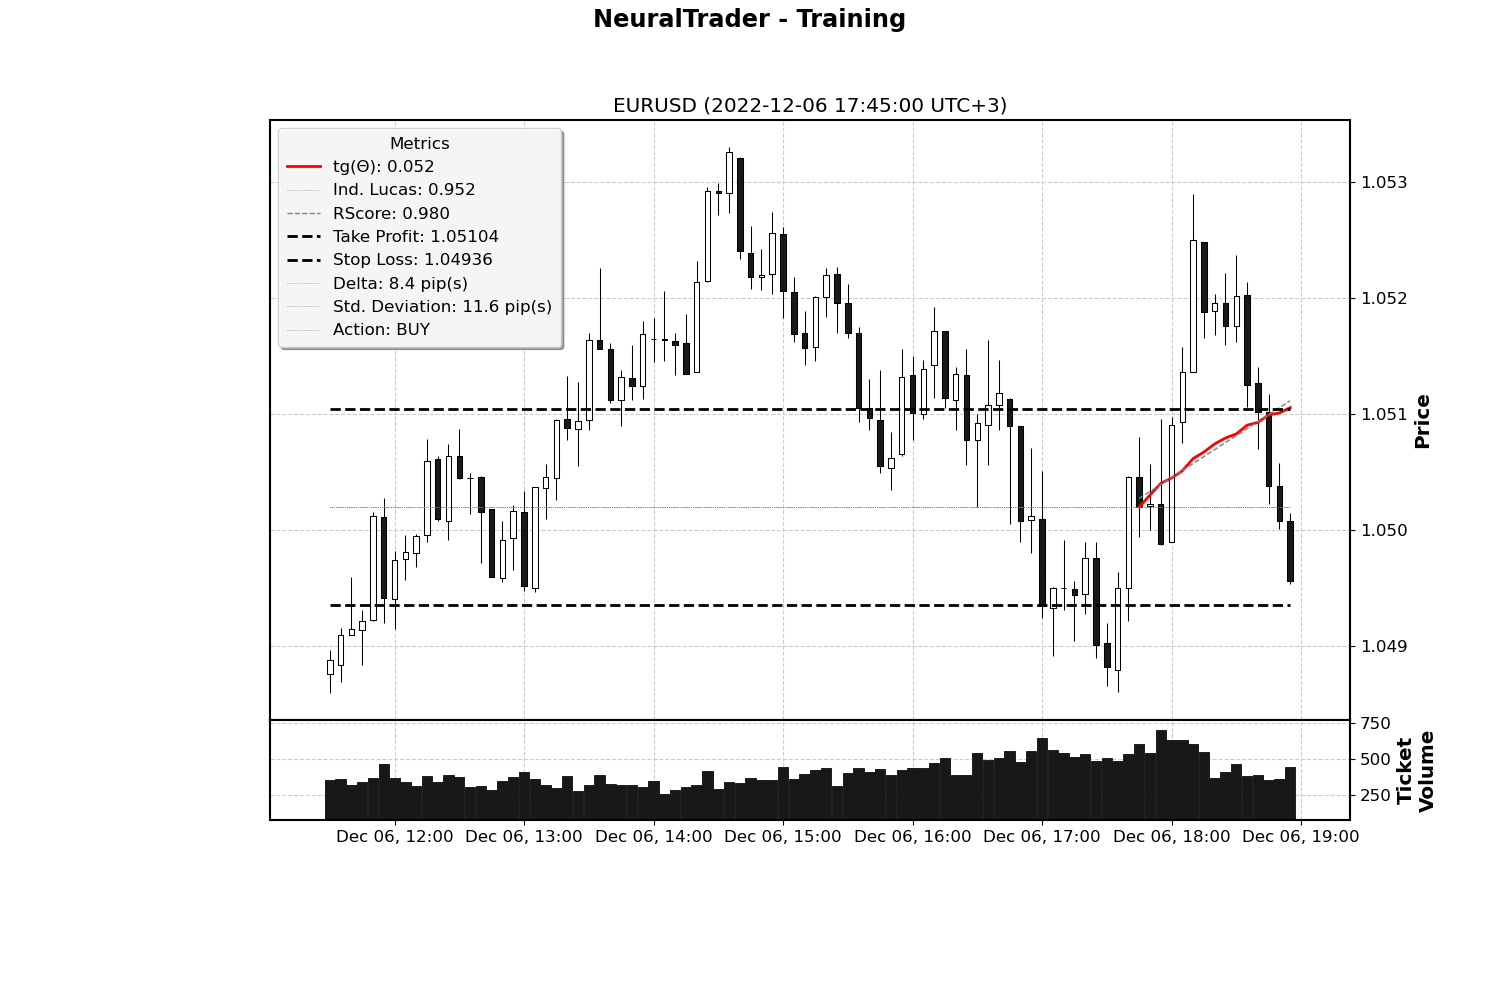 NeuralTrader - Training
EURUSD (2022-12-06 17:45:00 UTC+3)
Metrics
tg(Θ): 0.052
Ind. Lucas: 0.952
RScore: 0.980
Take Profit: 1.05104
Stop Loss: 1.04936
Delta: 8.4 pip(s)
Std. Deviation: 11.6 pip(s)
Action: BUY
1.053
1.052
1.051
1.050
1.049
Price
750
500
250
Ticket
Volume
Dec 06, 12:00
Dec 06, 13:00
Dec 06, 14:00
Dec 06, 15:00
Dec 06, 16:00
Dec 06, 17:00
Dec 06, 18:00
Dec 06, 19:00